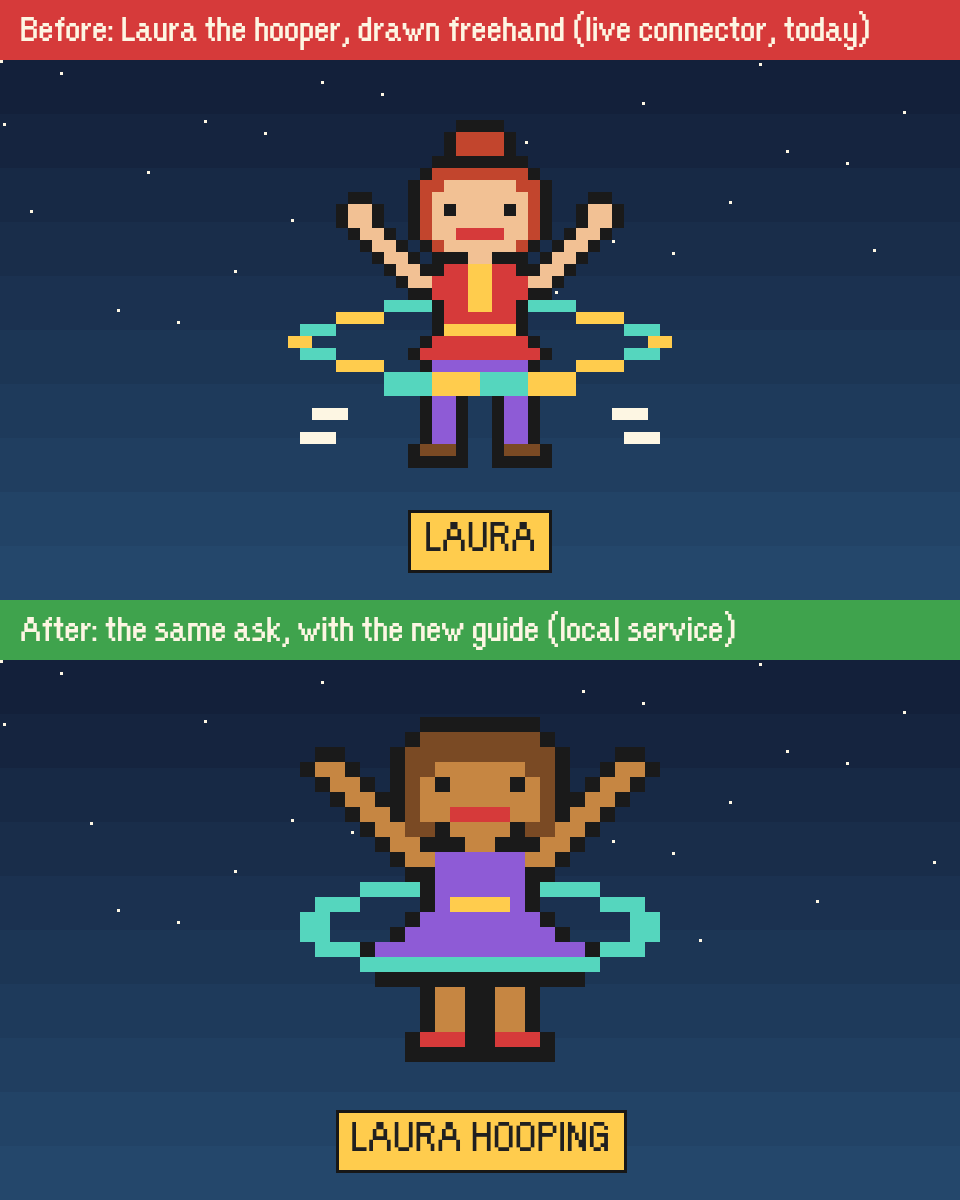 Before: Laura the hooper, drawn freehand (live connector, today)
LAURA
After: the same ask, with the new guide (local service)
LAURA HOOPING